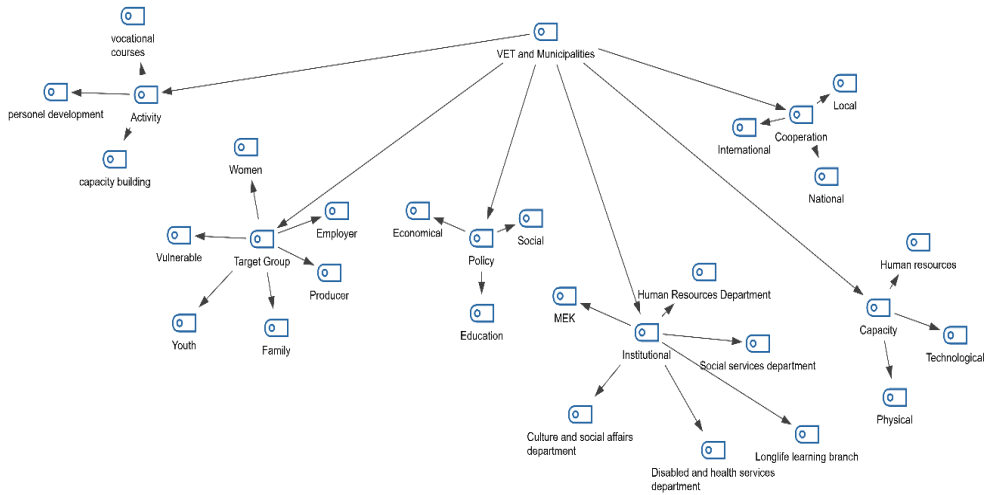 vocational
courses
VET and Municipalities
personel development
Activity
Local
International
Cooperation
capacity building
Women
National
Employer
Economical
Social
Vulnerable
Target Group
Policy
Human resources
Producer
Human Resources Department
MEK
Education
Capacity
Youth
Family
Institutional
Technological
Social services department
Physical
Culture and social affairs
department
Longlife learning branch
Disabled and health services
department